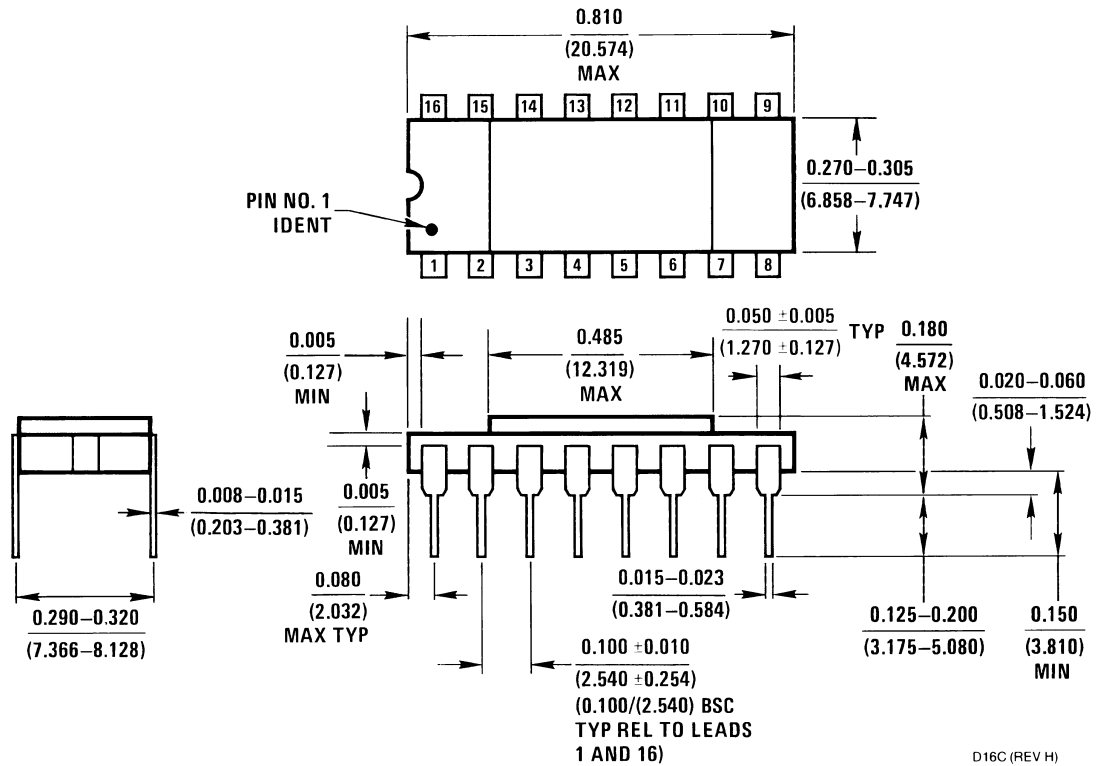 0.810
(20.574)
MAX
16 15 14 13 12 11 10 9
0.270–0.305
(6.858–7.747)
PIN NO. 1
IDENT
1 2 3 4 5 6 7 8
0.005
(0.127)
MIN
0.485
(12.319)
MAX
0.050 ±0.005
(1.270 ±0.127)
TYP
0.180
(4.572)
MAX
0.020–0.060
(0.508–1.524)
0.008–0.015
(0.203–0.381)
0.005
(0.127)
MIN
0.290–0.320
(7.366–8.128)
0.080
(2.032)
MAX TYP
0.015–0.023
(0.381–0.584)
0.125–0.200
(3.175–5.080)
0.150
(3.810)
MIN
0.100 ±0.010
(2.540 ±0.254)
(0.100/(2.540) BSC
TYP REL TO LEADS
1 AND 16)
D16C (REV H)